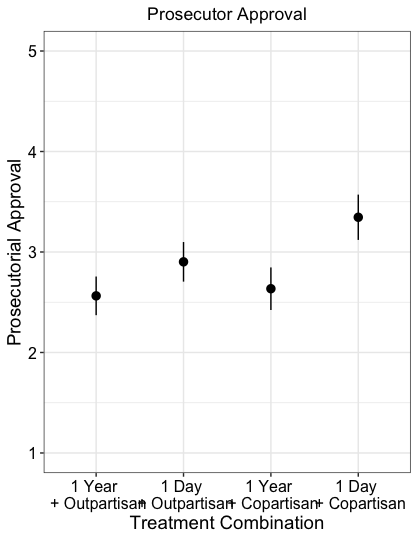 Prosecutor Approval
5
4
3
2
1
Prosecutorial Approval
1 Year 1 Day 1 Year 1 Day
+ Outpartisan + Outpartisan + Copartisan + Copartisan
Treatment Combination